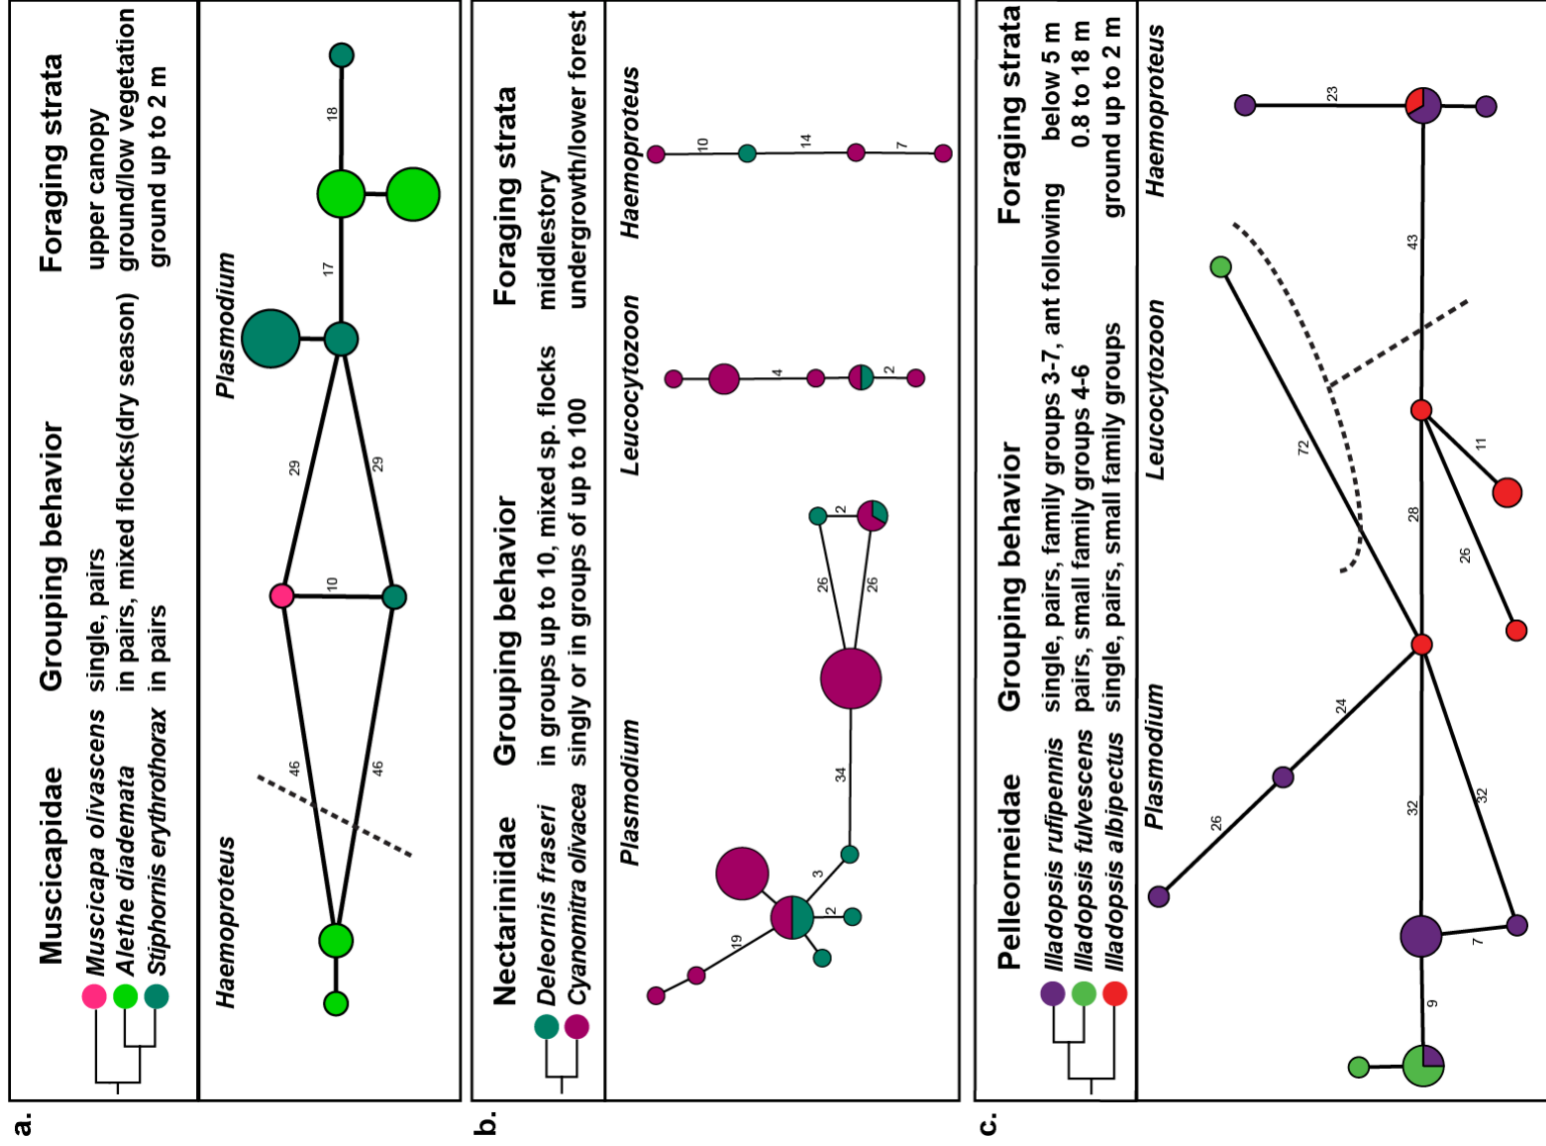 a.
Muscicapidae Grouping behavior Foraging strata
Muscicapa olivascens single, pairs upper canopy
Alethe diademata in pairs, mixed flocks(dry season) ground/low vegetation
Stiphornis erythothorax in pairs ground up to 2 m
Haemoproteus Plasmodium
46
46
10
29
29
17
18
b.
Nectariniidae Grouping behavior Foraging strata
Deleornis fraseri in groups up to 10, mixed sp. flocks middlestory
Cyanomitra olivacea singly or in groups of up to 100 undergrowth/lower forest
Plasmodium Leucocytozoon Haemoproteus
19
2
3
34
26
26
2
4
2
10
14
7
c.
Pelleorneidae Grouping behavior Foraging strata
Illadopsis rufipennis single, pairs, family groups 3-7, ant following below 5 m
Illadopsis fulvescens pairs, small family groups 4-6 0.8 to 18 m
Illadopsis albipectus single, pairs, small family groups ground up to 2 m
Plasmodium Leucocytozoon Haemoproteus
26
24
72
9
7
32
32
28
26
11
43
23